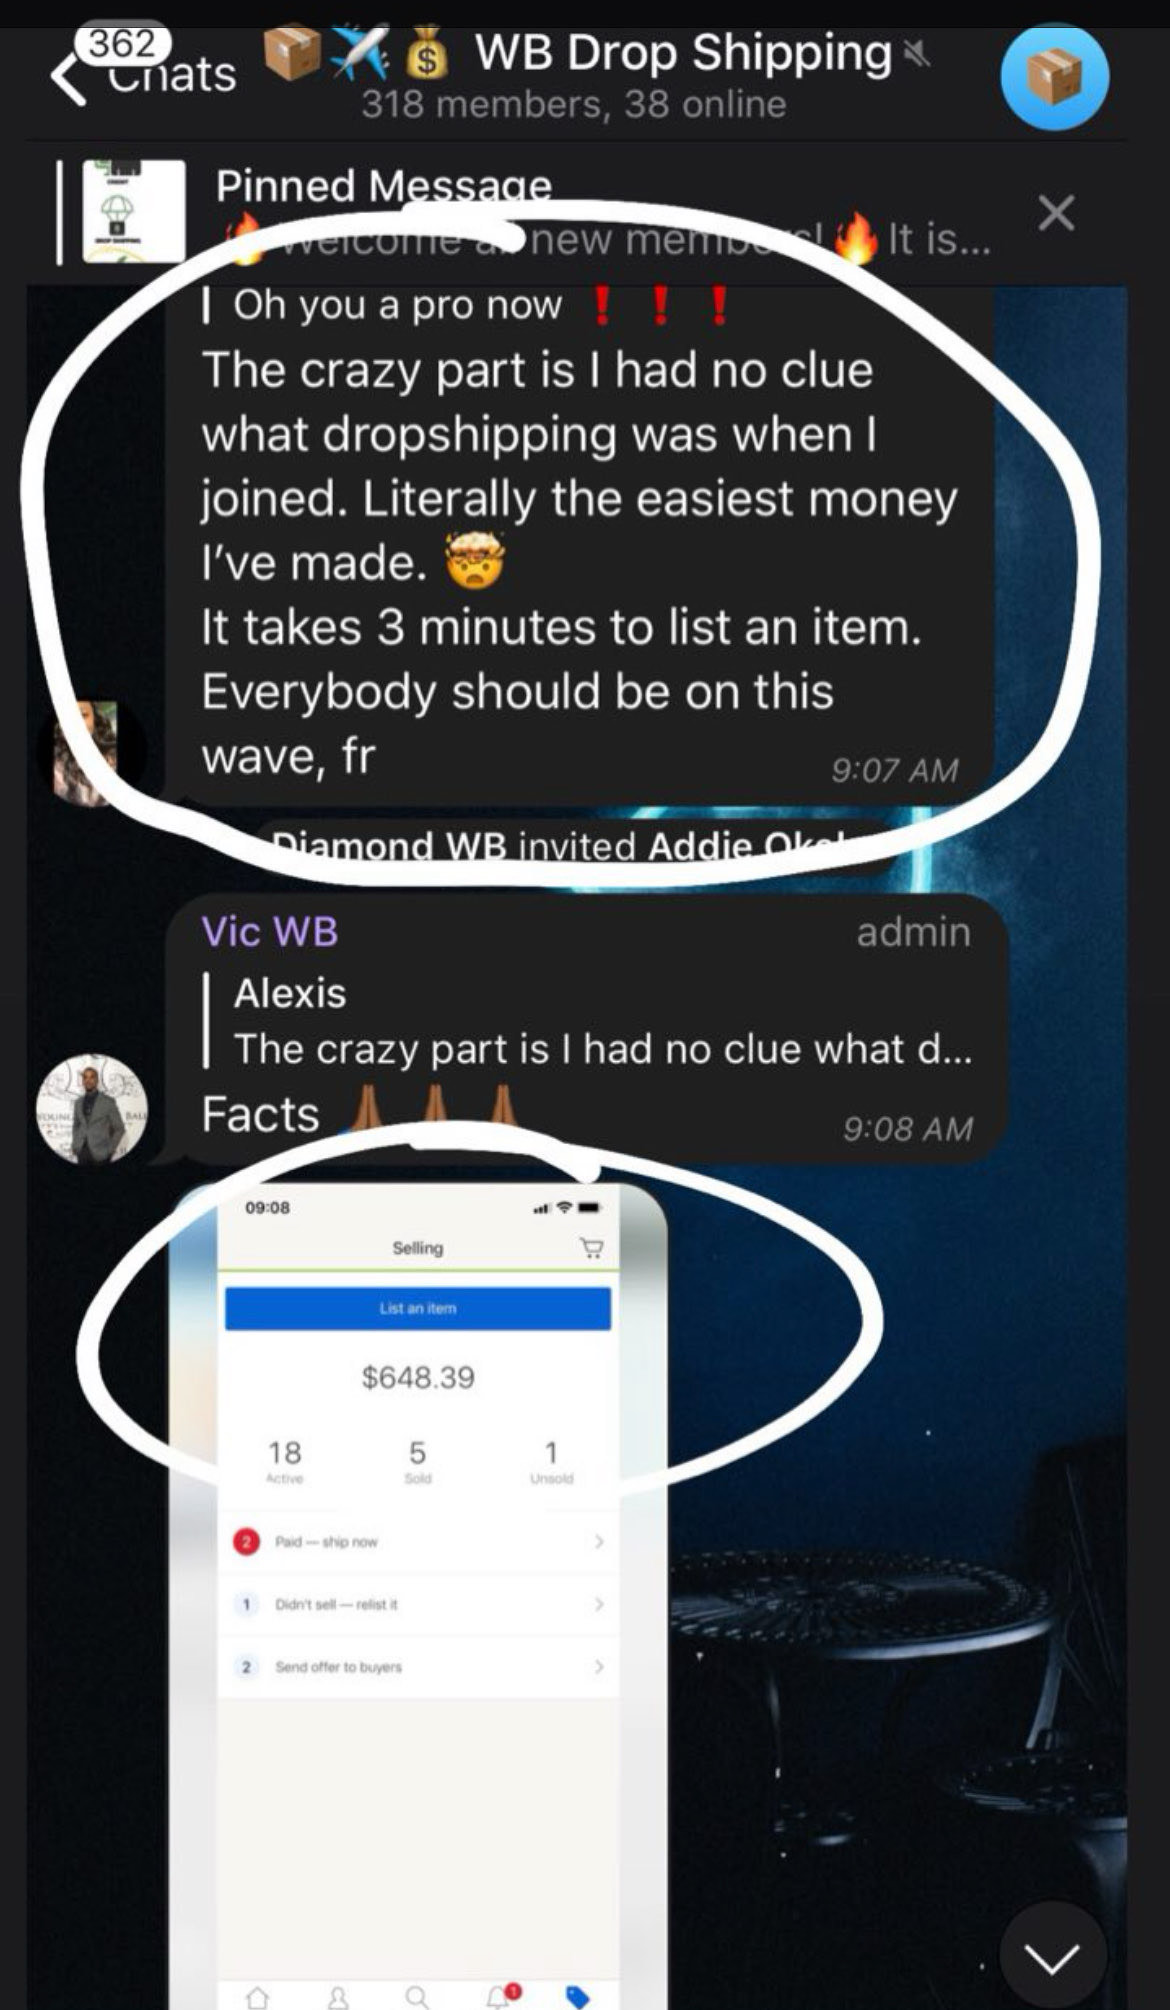 362
Chats
📦✈️💰 WB Drop Shipping
318 members, 38 online
Pinned Message
🔥 Welcome all new members! 🔥 It is...
Oh you a pro now ❗❗❗
The crazy part is I had no clue
what dropshipping was when I
joined. Literally the easiest money
I've made. 🤯
It takes 3 minutes to list an item.
Everybody should be on this
wave, fr
9:07 AM
Diamond WB invited Addie
Vic WB
admin
Alexis
The crazy part is I had no clue what d...
Facts 🙏🏾🙏🏾🙏🏾
9:08 AM
09:08
Selling
List an item
$648.39
18 5 1
Active Sold Unsold
2 Paid — ship now
1 Didn't sell — relist it
2 Send offer to buyers
1